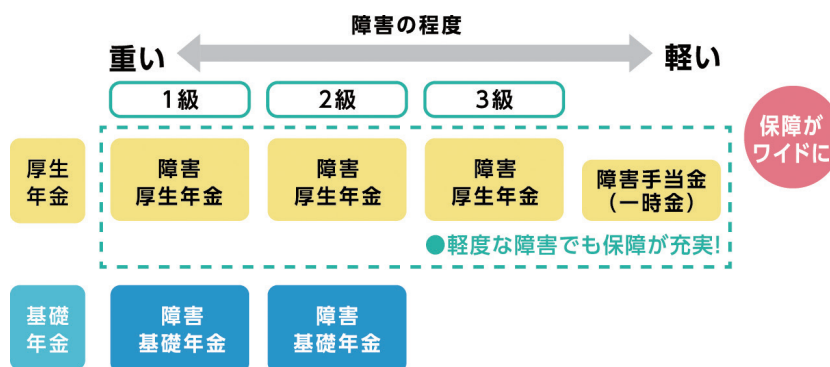 障害の程度
重い
軽い
1級
2級
3級
保障が
ワイドに
厚生
年金
障害
厚生年金
障害
厚生年金
障害
厚生年金
障害手当金
(一時金)
●軽度な障害でも保障が充実!
基礎
年金
障害
基礎年金
障害
基礎年金